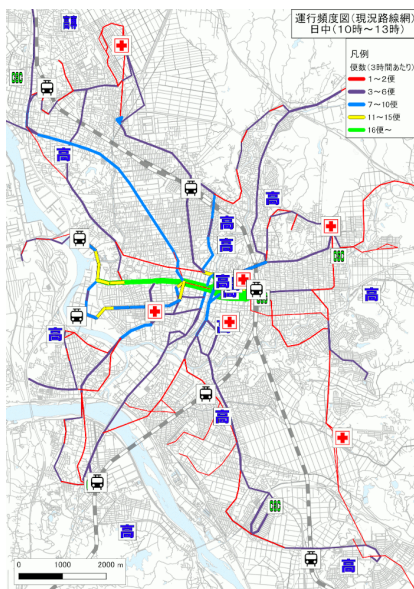 運行頻度図(現況路線網)
日中(10時～13時)
凡例
便数(3時間あたり)
1～2便
3～6便
7～10便
11～15便
16便～
高
高
高
高
高
高
高
高
高
高
0 1000 2000 m